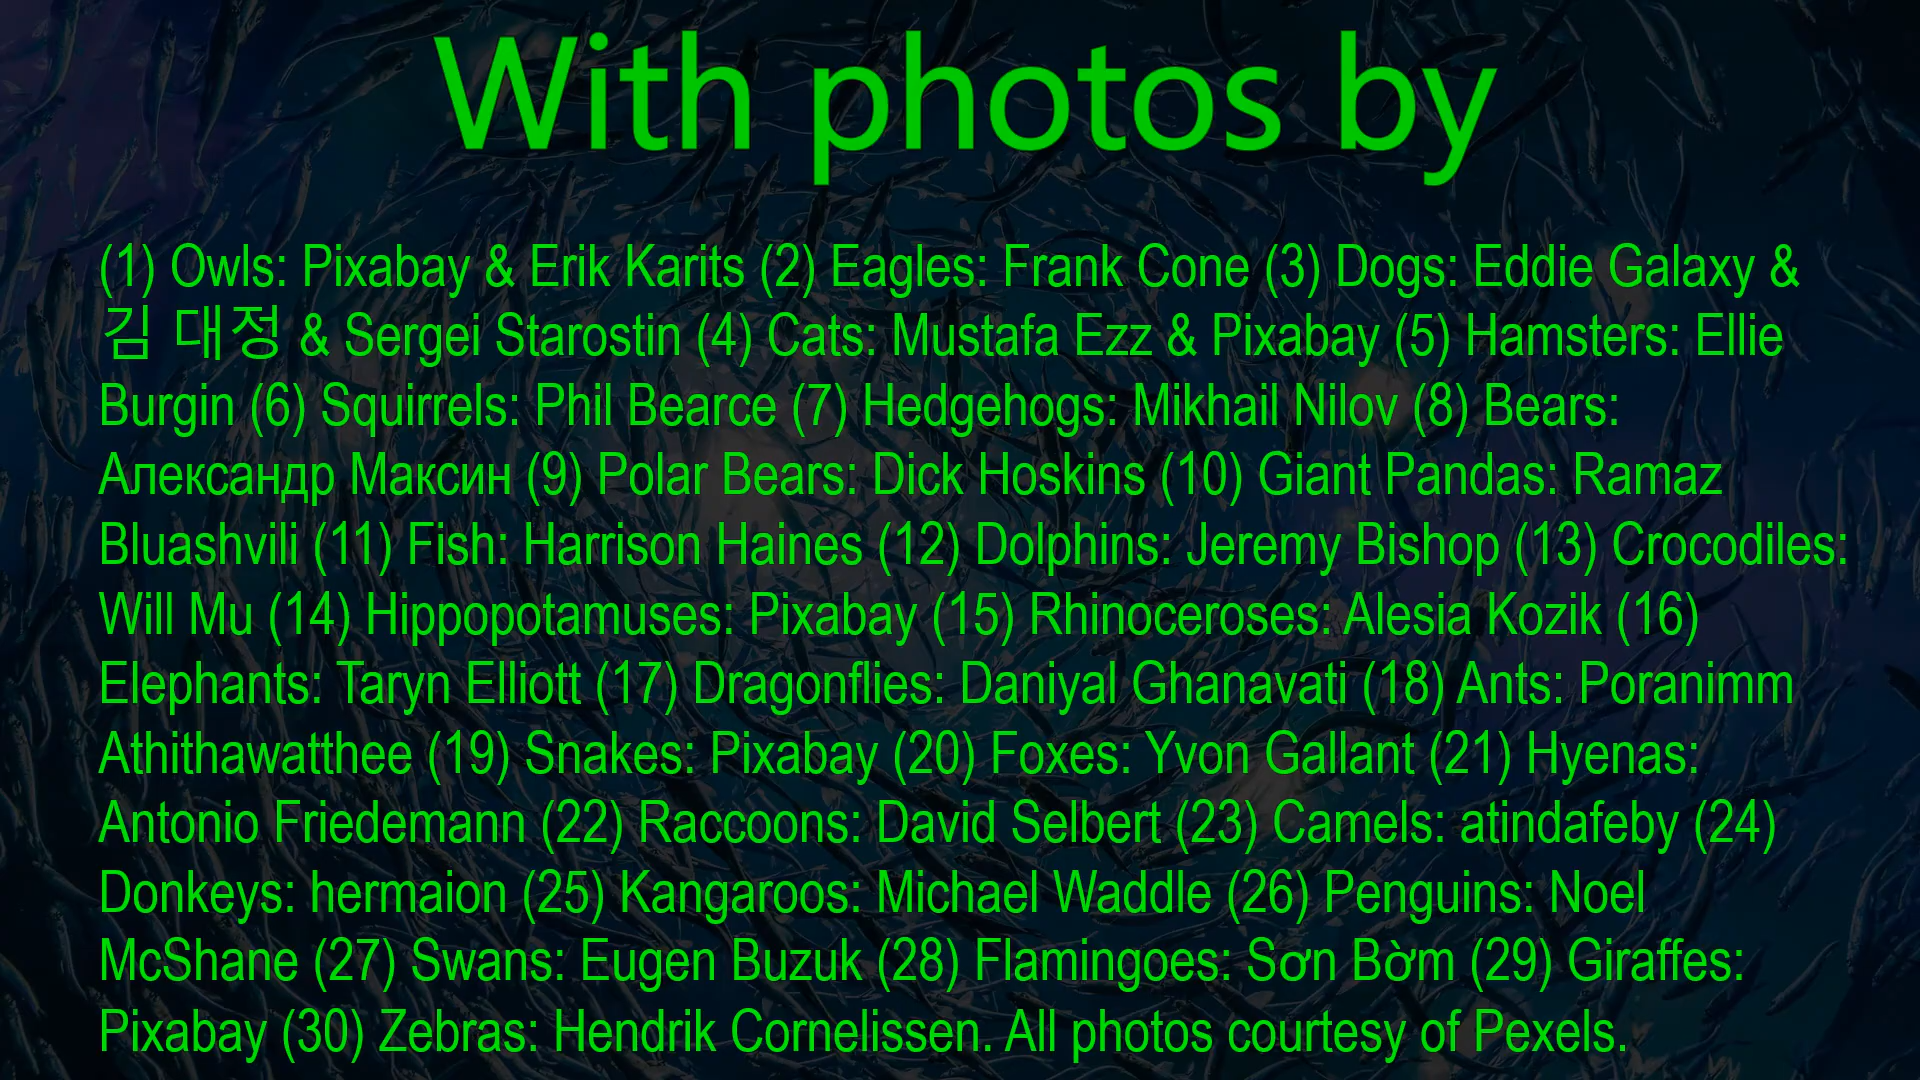 With photos by
(1) Owls: Pixabay & Erik Karits (2) Eagles: Frank Cone (3) Dogs: Eddie Galaxy &
김 대정 & Sergei Starostin (4) Cats: Mustafa Ezz & Pixabay (5) Hamsters: Ellie
Burgin (6) Squirrels: Phil Bearce (7) Hedgehogs: Mikhail Nilov (8) Bears:
Александр Максин (9) Polar Bears: Dick Hoskins (10) Giant Pandas: Ramaz
Bluashvili (11) Fish: Harrison Haines (12) Dolphins: Jeremy Bishop (13) Crocodiles:
Will Mu (14) Hippopotamuses: Pixabay (15) Rhinoceroses: Alesia Kozik (16)
Elephants: Taryn Elliott (17) Dragonflies: Daniyal Ghanavati (18) Ants: Poranimm
Athithawatthee (19) Snakes: Pixabay (20) Foxes: Yvon Gallant (21) Hyenas:
Antonio Friedemann (22) Raccoons: David Selbert (23) Camels: atindafeby (24)
Donkeys: hermaion (25) Kangaroos: Michael Waddle (26) Penguins: Noel
McShane (27) Swans: Eugen Buzuk (28) Flamingoes: Sơn Bờm (29) Giraffes:
Pixabay (30) Zebras: Hendrik Cornelissen. All photos courtesy of Pexels.